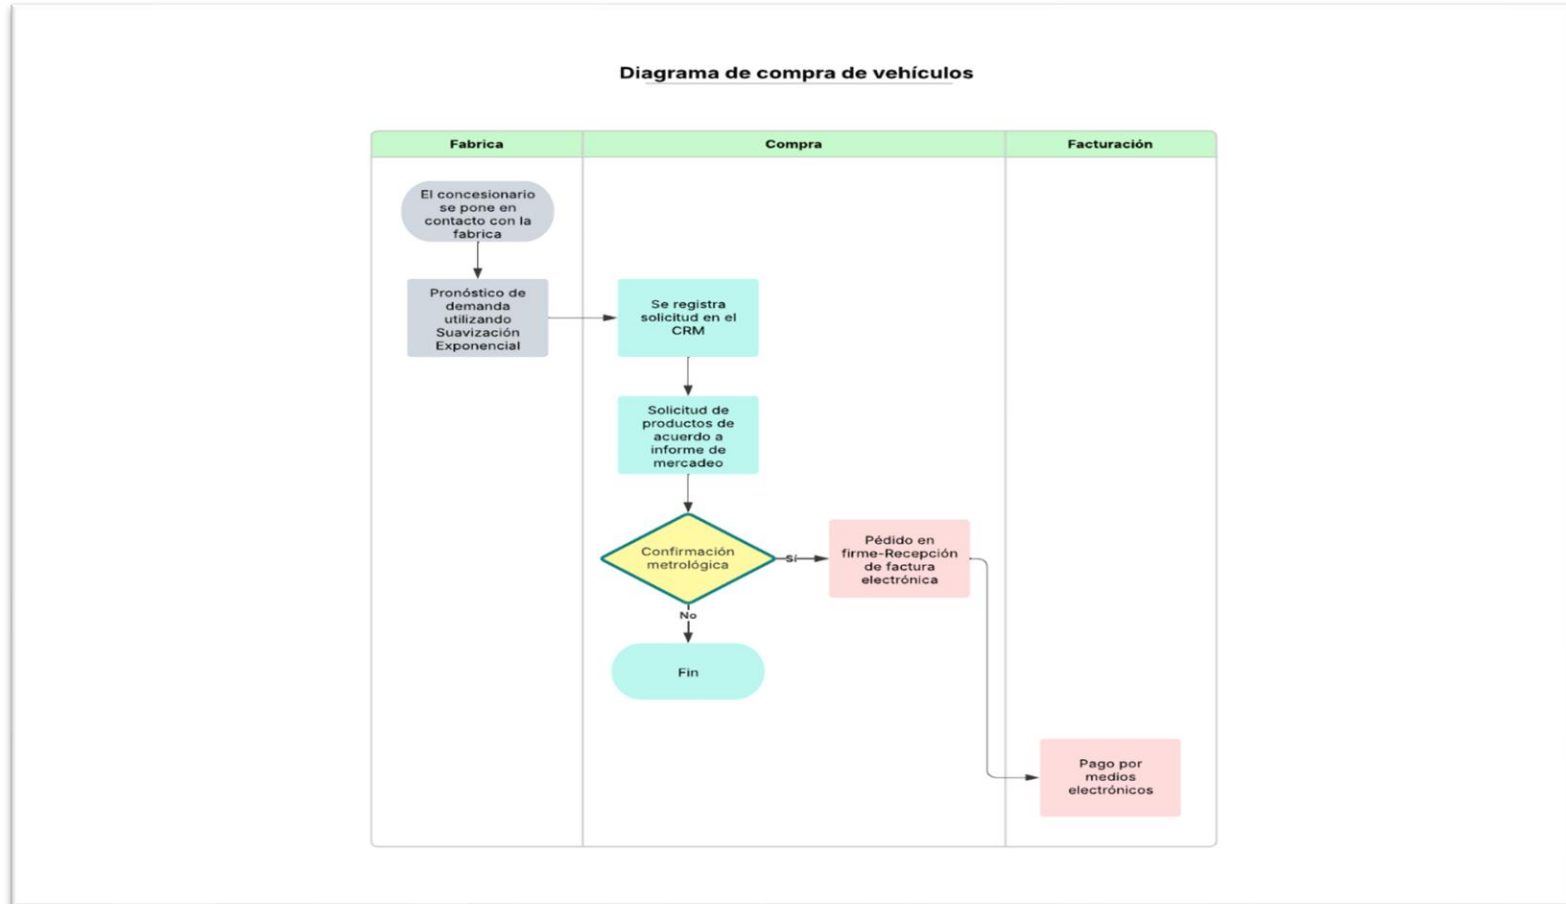 Diagrama de compra de vehículos
Fabrica
Compra
Facturación
El concesionario
se pone en
contacto con la
fabrica
Pronóstico de
demanda
utilizando
Suavización
Exponencial
Se registra
solicitud en el
CRM
Solicitud de
productos de
acuerdo a
informe de
mercadeo
Confirmación
metrológica
Sí
Pédido en
firme-Recepción
de factura
electrónica
No
Fin
Pago por
medios
electrónicos